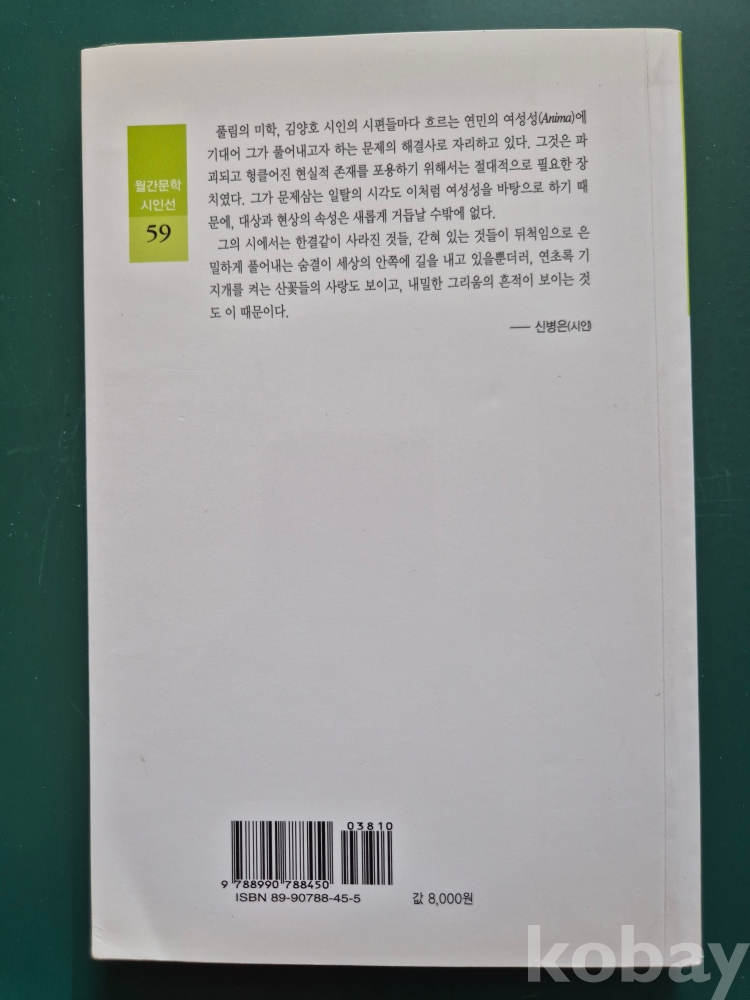 월간문학
시인선
59
풀림의 미학, 김양호 시인의 시편들마다 흐르는 연민의 여성성(Anima)에
기대어 그가 풀어내고자 하는 문제의 해결사로 자리하고 있다. 그것은 파
괴되고 헝클어진 현실적 존재를 포용하기 위해서는 절대적으로 필요한 장
치였다. 그가 문제삼는 일탈의 시각도 이처럼 여성성을 바탕으로 하기 때
문에, 대상과 현상의 속성은 새롭게 거듭날 수밖에 없다.
그의 시에서는 한결같이 사라진 것들, 갇혀 있는 것들이 뒤척임으로 은
밀하게 풀어내는 숨결이 세상의 안쪽에 길을 내고 있을뿐더러, 연초록 기
지개를 켜는 산꽃들의 사랑도 보이고, 내밀한 그리움의 흔적이 보이는 것
도 이 때문이다.
── 신병은(시인)
03810
9 788990 788450
ISBN 89-90788-45-5
값 8,000원
kobay